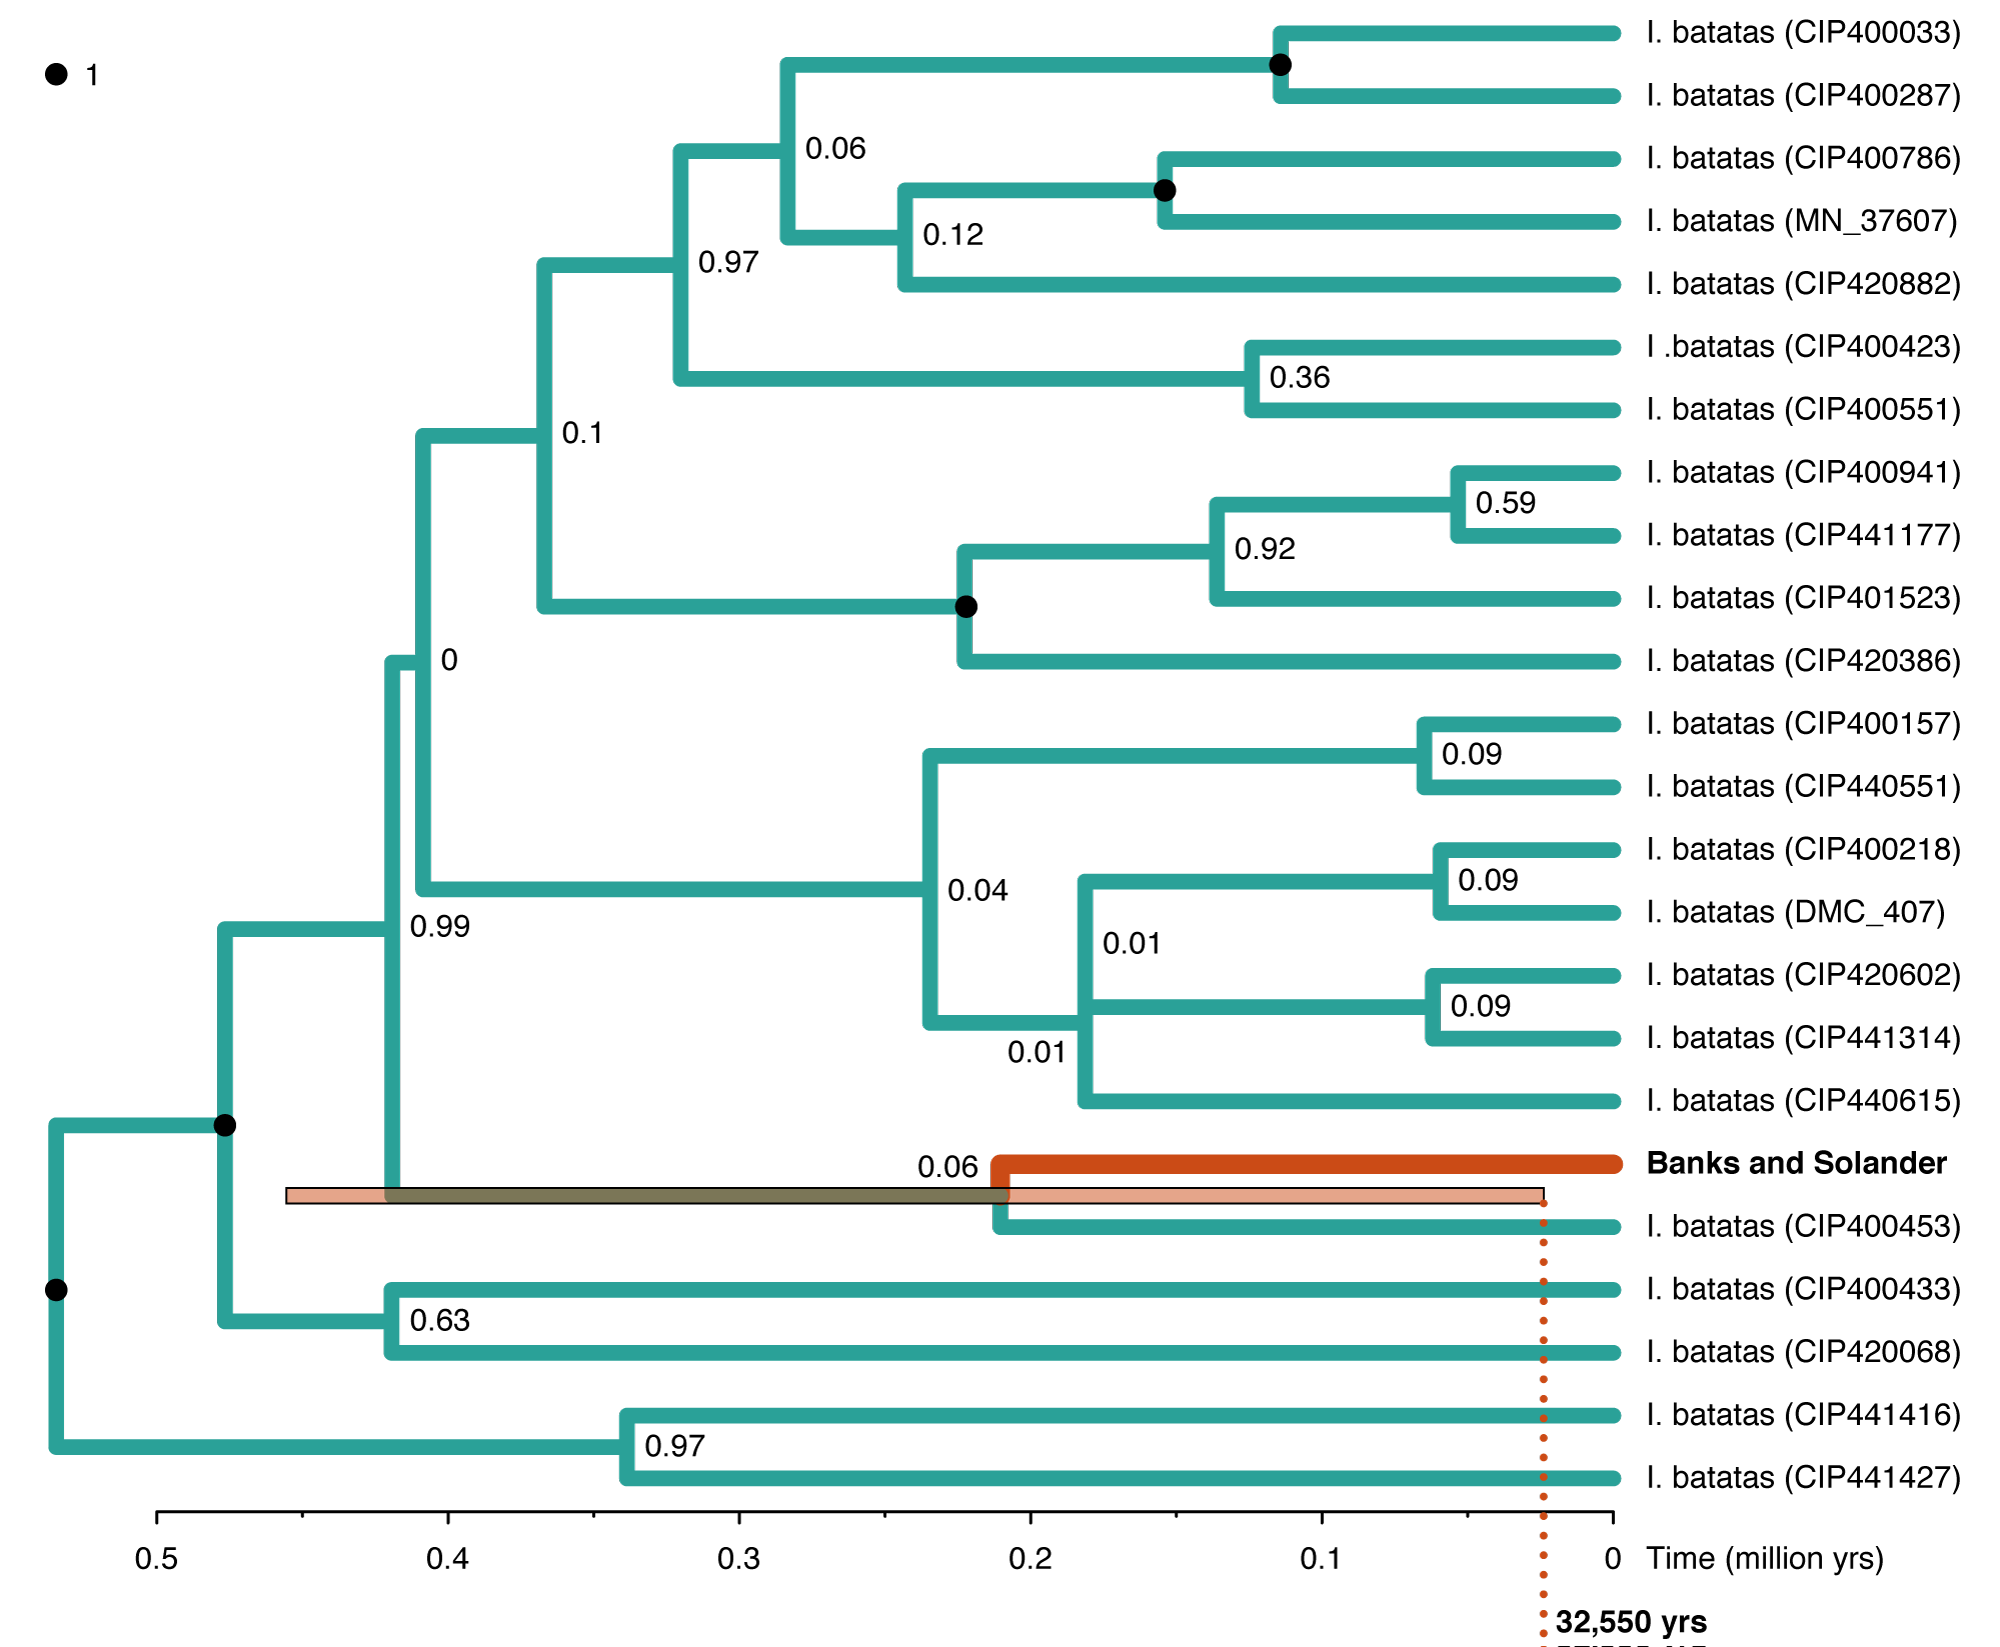 1
I. batatas (CIP400033)
I. batatas (CIP400287)
0.06
I. batatas (CIP400786)
I. batatas (MN_37607)
0.12
0.97
I. batatas (CIP420882)
I .batatas (CIP400423)
0.36
I. batatas (CIP400551)
0.1
I. batatas (CIP400941)
0.59
I. batatas (CIP441177)
0.92
I. batatas (CIP401523)
0
I. batatas (CIP420386)
I. batatas (CIP400157)
0.09
I. batatas (CIP440551)
I. batatas (CIP400218)
0.09
0.04
I. batatas (DMC_407)
0.99
0.01
I. batatas (CIP420602)
0.09
I. batatas (CIP441314)
0.01
I. batatas (CIP440615)
0.06
Banks and Solander
I. batatas (CIP400453)
I. batatas (CIP400433)
0.63
I. batatas (CIP420068)
I. batatas (CIP441416)
0.97
I. batatas (CIP441427)
0.5 0.4 0.3 0.2 0.1 0 Time (million yrs)
32,550 yrs